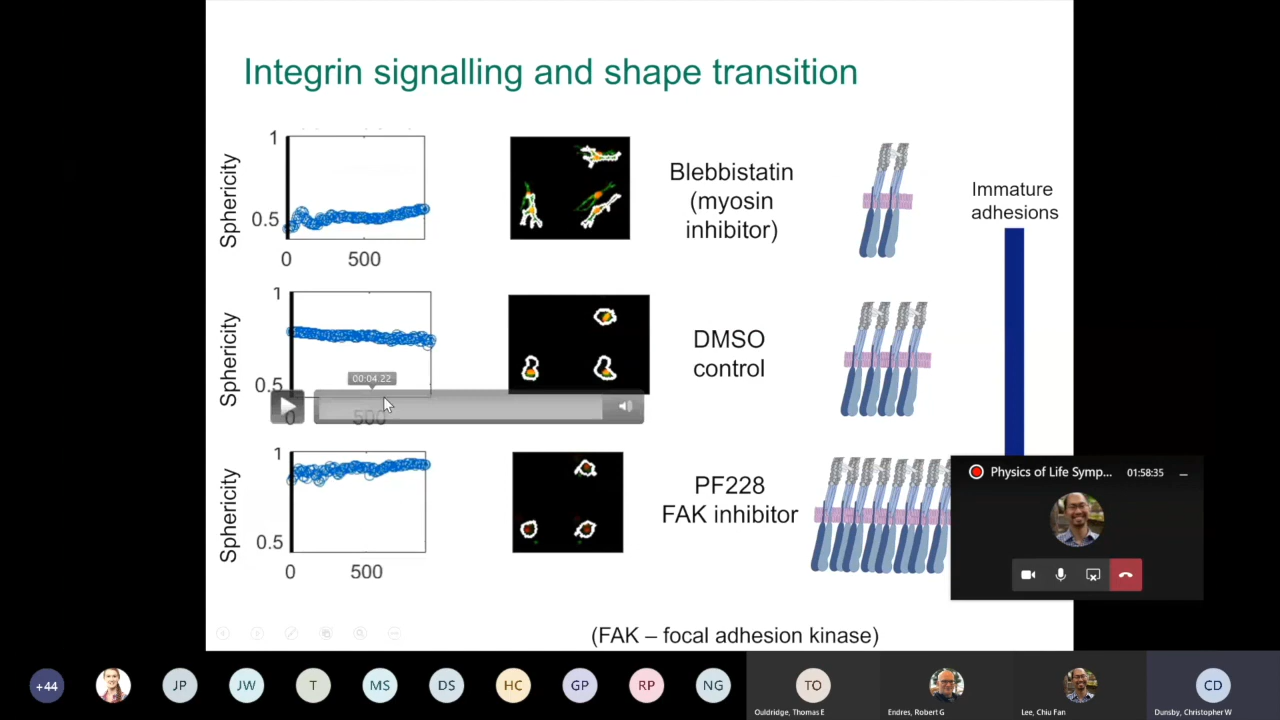 Integrin signalling and shape transition
1
Sphericity
0.5
0
500
Blebbistatin
(myosin
inhibitor)
Immature
adhesions
1
Sphericity
0.5
0
500
00:04.22
DMSO
control
1
Sphericity
0.5
0
500
PF228
FAK inhibitor
Physics of Life Symp...
01:58:35
(FAK – focal adhesion kinase)
+44
JP
JW
T
MS
DS
HC
GP
RP
NG
TO
CD
Ouldridge, Thomas E
Endres, Robert G
Lee, Chiu Fan
Dunsby, Christopher W